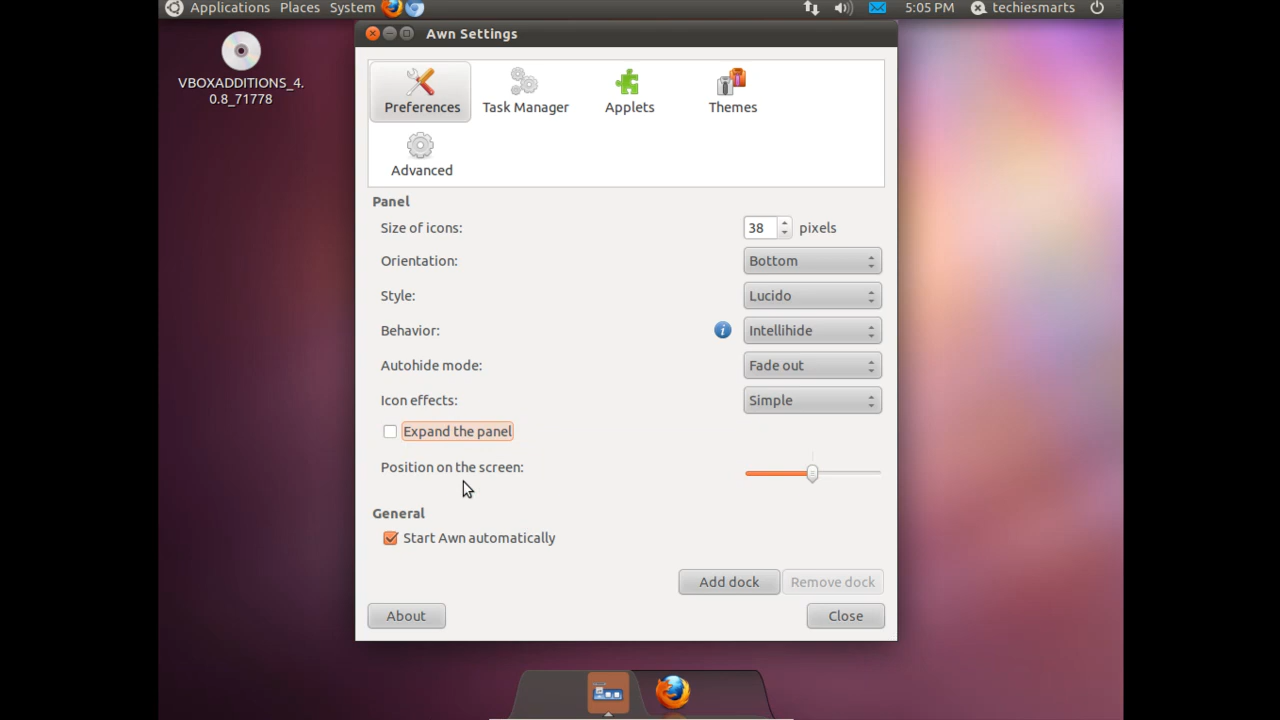 Applications Places System 5:05 PM techiesmarts
VBOXADDITIONS_4.
0.8_71778
Awn Settings
Preferences Task Manager Applets Themes
Advanced
Panel
Size of icons: 38 pixels
Orientation: Bottom
Style: Lucido
Behavior: Intellihide
Autohide mode: Fade out
Icon effects: Simple
Expand the panel
Position on the screen:
General
Start Awn automatically
Add dock Remove dock
About Close